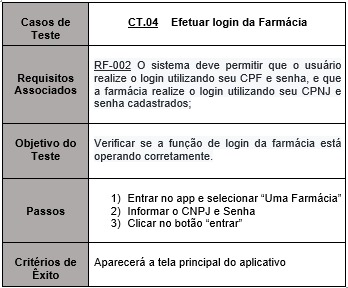 Casos de
Teste
CT.04 Efetuar login da Farmácia
Requisitos
Associados
RF-002 O sistema deve permitir que o usuário
realize o login utilizando seu CPF e senha, e que
a farmácia realize o login utilizando seu CPNJ e
senha cadastrados;
Objetivo do
Teste
Verificar se a função de login da farmácia está
operando corretamente.
Passos
1) Entrar no app e selecionar “Uma Farmácia”
2) Informar o CNPJ e Senha
3) Clicar no botão “entrar”
Critérios de
Êxito
Aparecerá a tela principal do aplicativo